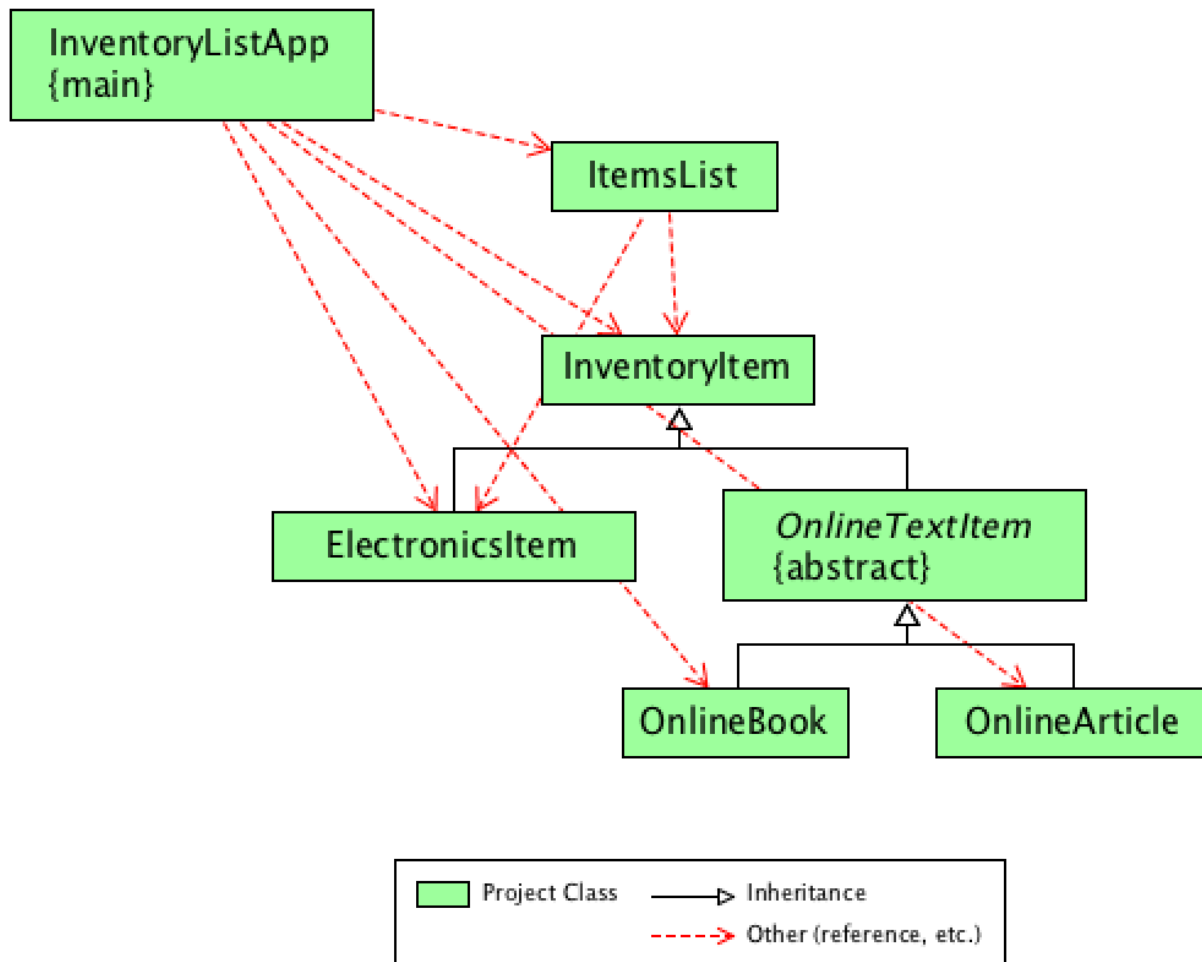 InventoryListApp
{main}
ItemsList
InventoryItem
ElectronicsItem
OnlineTextItem
{abstract}
OnlineBook
OnlineArticle
Project Class
Inheritance
Other (reference, etc.)